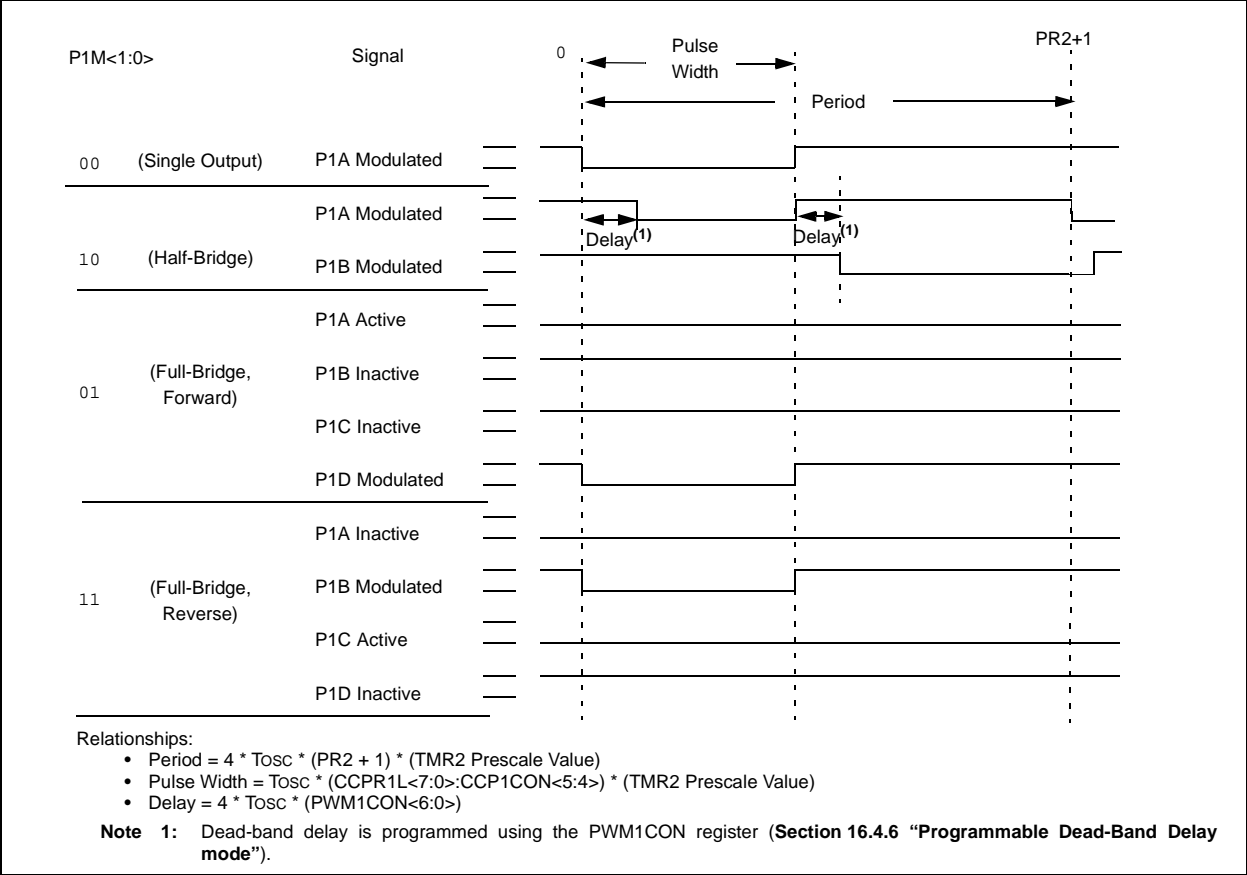 P1M<1:0>
Signal
0
Pulse
Width
PR2+1
Period
00 (Single Output) P1A Modulated
P1A Modulated
Delay(1) Delay(1)
10 (Half-Bridge) P1B Modulated
P1A Active
01 (Full-Bridge,
Forward)
P1B Inactive
P1C Inactive
P1D Modulated
P1A Inactive
11 (Full-Bridge,
Reverse)
P1B Modulated
P1C Active
P1D Inactive
Relationships:
• Period = 4 * TOSC * (PR2 + 1) * (TMR2 Prescale Value)
• Pulse Width = TOSC * (CCPR1L<7:0>:CCP1CON<5:4>) * (TMR2 Prescale Value)
• Delay = 4 * TOSC * (PWM1CON<6:0>)
Note 1: Dead-band delay is programmed using the PWM1CON register (Section 16.4.6 “Programmable Dead-Band Delay
mode”).